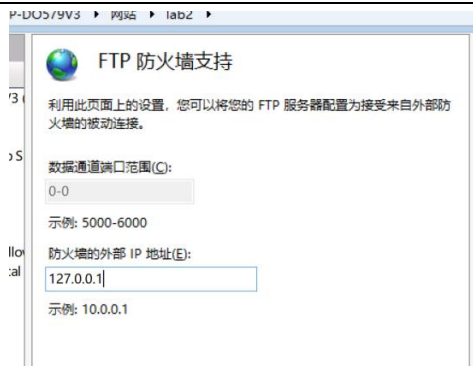 P-DO579V3 ▸ 网站 ▸ lab2 ▸
FTP 防火墙支持
利用此页面上的设置，您可以将您的 FTP 服务器配置为接受来自外部防
火墙的被动连接。
数据通道端口范围(C):
0-0
示例: 5000-6000
防火墙的外部 IP 地址(E):
127.0.0.1
示例: 10.0.0.1